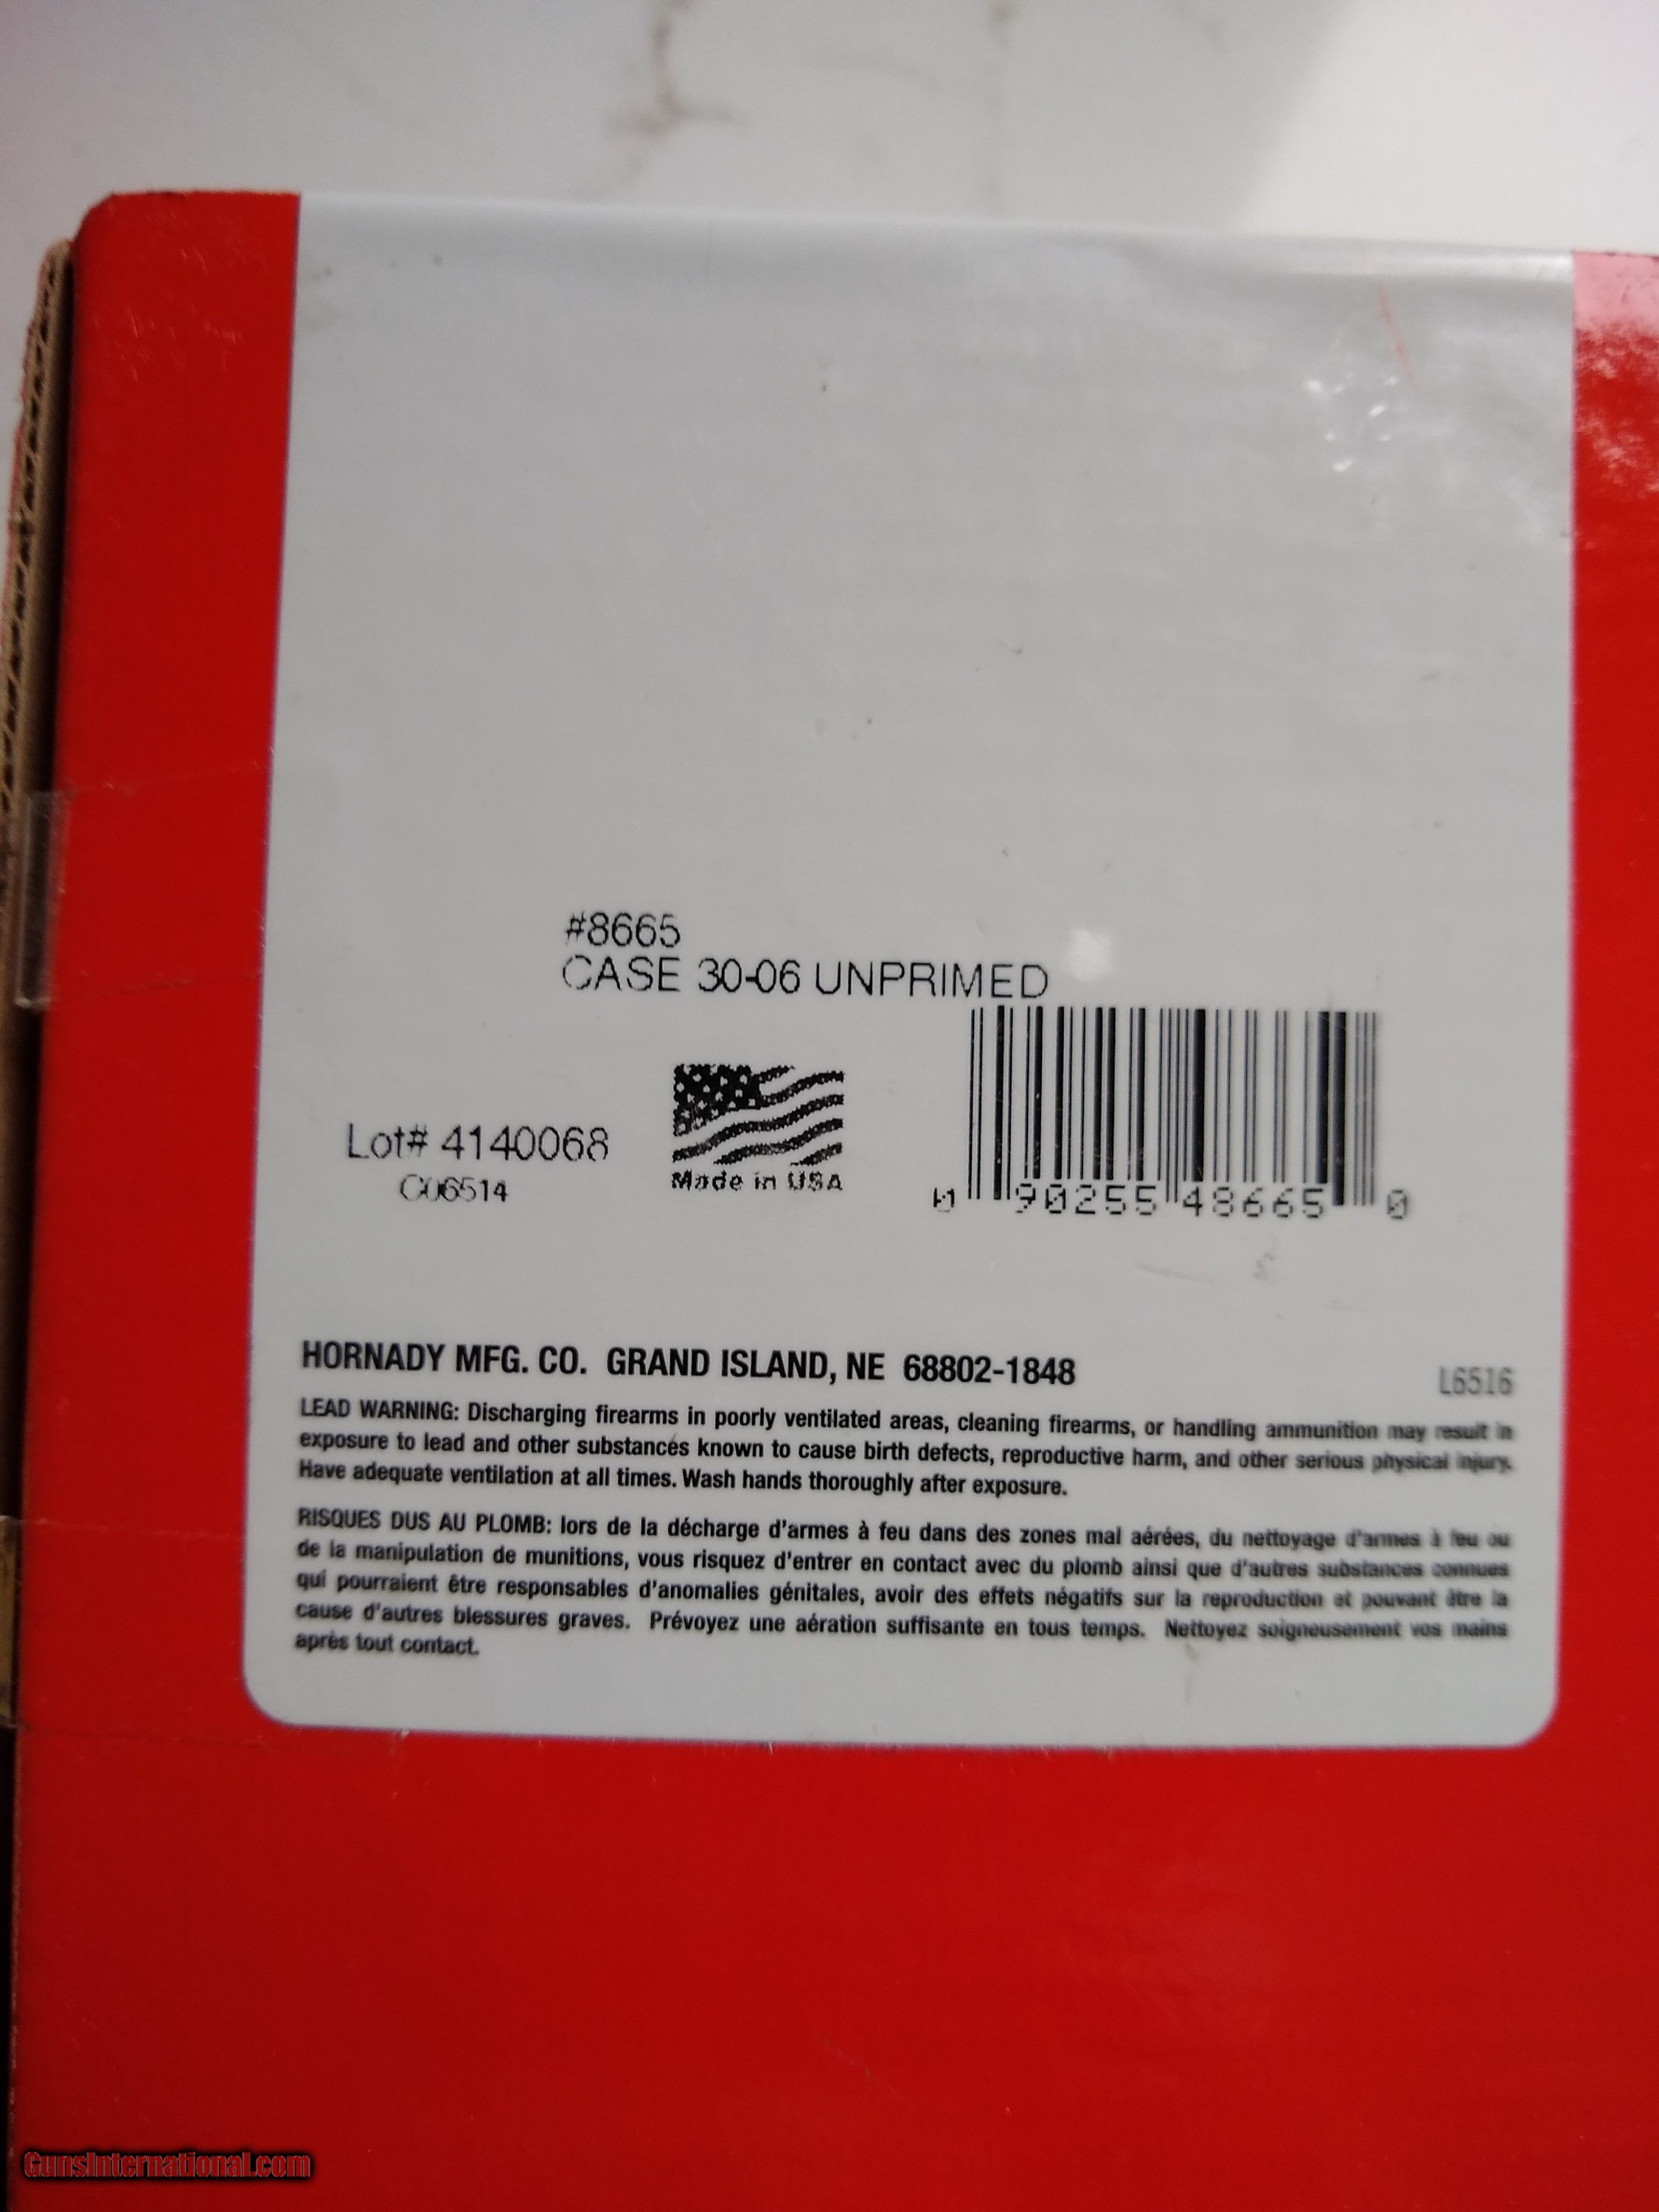 #8665
CASE 30-06 UNPRIMED
Lot# 4140068
C06514
Made in USA
0 90255 48665 0
HORNADY MFG. CO. GRAND ISLAND, NE 68802-1848
L6516
LEAD WARNING: Discharging firearms in poorly ventilated areas, cleaning firearms, or handling ammunition may result in
exposure to lead and other substances known to cause birth defects, reproductive harm, and other serious physical injury.
Have adequate ventilation at all times. Wash hands thoroughly after exposure.
RISQUES DUS AU PLOMB: lors de la décharge d'armes à feu dans des zones mal aérées, du nettoyage d'armes à feu ou
de la manipulation de munitions, vous risquez d'entrer en contact avec du plomb ainsi que d'autres substances connues
qui pourraient être responsables d'anomalies génitales, avoir des effets négatifs sur la reproduction et pouvant être la
cause d'autres blessures graves. Prévoyez une aération suffisante en tous temps. Nettoyez soigneusement vos mains
après tout contact.
GunsInternational.com